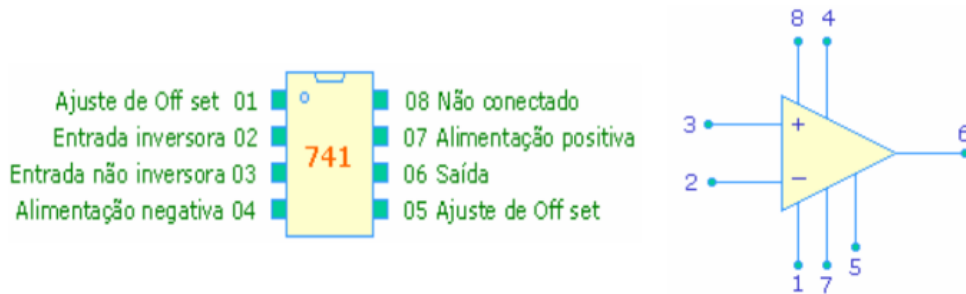 Ajuste de Off set 01
Entrada inversora 02
Entrada não inversora 03
Alimentação negativa 04
741
08 Não conectado
07 Alimentação positiva
06 Saída
05 Ajuste de Off set
8 4
3
+
6
2
−
5
1 7